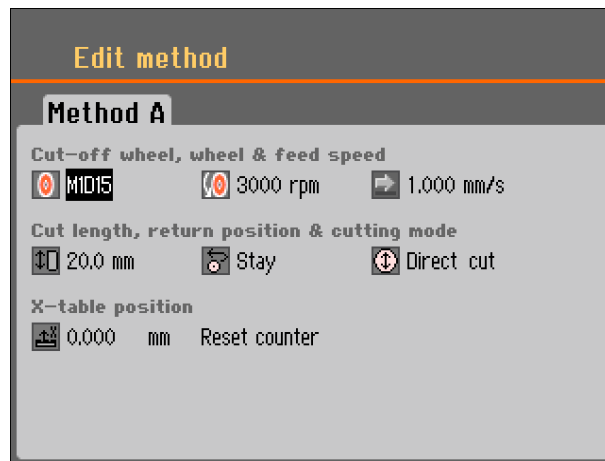 Edit method
Method A
Cut-off wheel, wheel & feed speed
M1D15 3000 rpm 1.000 mm/s
Cut length, return position & cutting mode
20.0 mm Stay Direct cut
X-table position
0.000 mm Reset counter